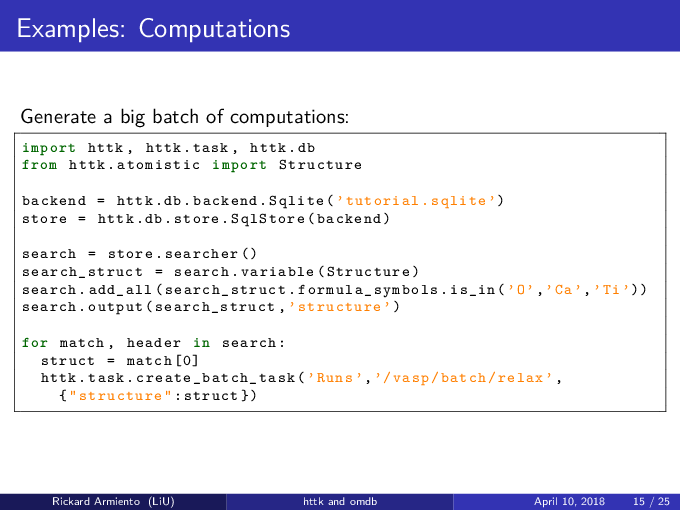 Examples: Computations
Generate a big batch of computations:
import httk, httk.task, httk.db
from httk.atomistic import Structure
backend = httk.db.backend.Sqlite('tutorial.sqlite')
store = httk.db.store.SqlStore(backend)
search = store.searcher()
search_struct = search.variable(Structure)
search.add_all(search_struct.formula_symbols.is_in('O','Ca','Ti'))
search.output(search_struct,'structure')
for match, header in search:
  struct = match[0]
  httk.task.create_batch_task('Runs','/vasp/batch/relax',
    {"structure":struct})
Rickard Armiento (LiU) httk and omdb April 10, 2018 15 / 25